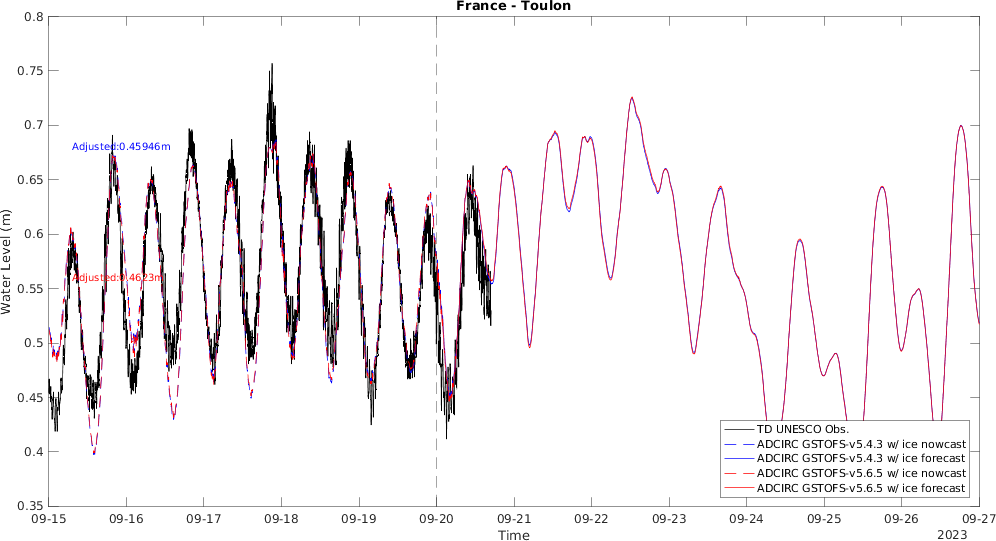 France - Toulon
0.8
0.75
0.7
0.65
0.6
0.55
0.5
0.45
0.4
0.35
Water Level (m)
Adjusted:0.45946m
Adjusted:0.4623m
TD UNESCO Obs.
ADCIRC GSTOFS-v5.4.3 w/ ice nowcast
ADCIRC GSTOFS-v5.4.3 w/ ice forecast
ADCIRC GSTOFS-v5.6.5 w/ ice nowcast
ADCIRC GSTOFS-v5.6.5 w/ ice forecast
09-15 09-16 09-17 09-18 09-19 09-20 09-21 09-22 09-23 09-24 09-25 09-26 09-27
Time
2023